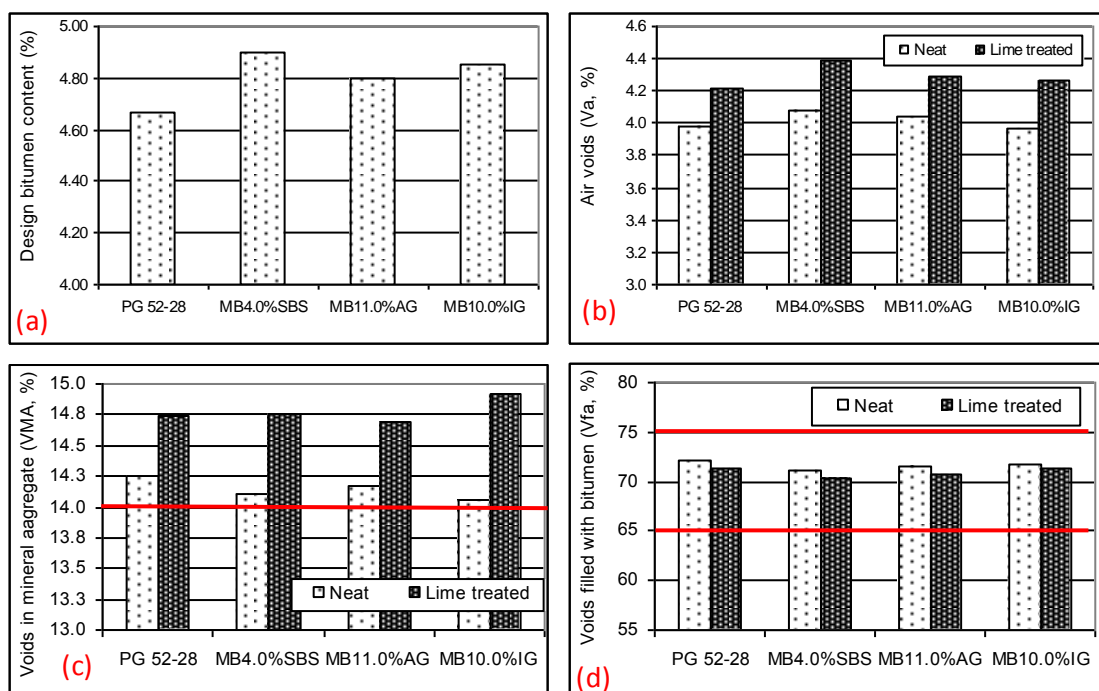 Design bitumen content (%)
5.00
4.80
4.60
4.40
4.20
4.00
PG 52-28 MB4.0%SBS MB11.0%AG MB10.0%IG
(a)
Air voids (Va, %)
4.6
4.4
4.2
4.0
3.8
3.6
3.4
3.2
3.0
Neat Lime treated
PG 52-28 MB4.0%SBS MB11.0%AG MB10.0%IG
(b)
Voids in mineral aagregate (VMA, %)
15.0
14.8
14.5
14.3
14.0
13.8
13.5
13.3
13.0
Neat Lime treated
PG 52-28 MB4.0%SBS MB11.0%AG MB10.0%IG
(c)
Voids filled with bitumen (Vfa, %)
80
75
70
65
60
55
Neat Lime treated
PG 52-28 MB4.0%SBS MB11.0%AG MB10.0%IG
(d)